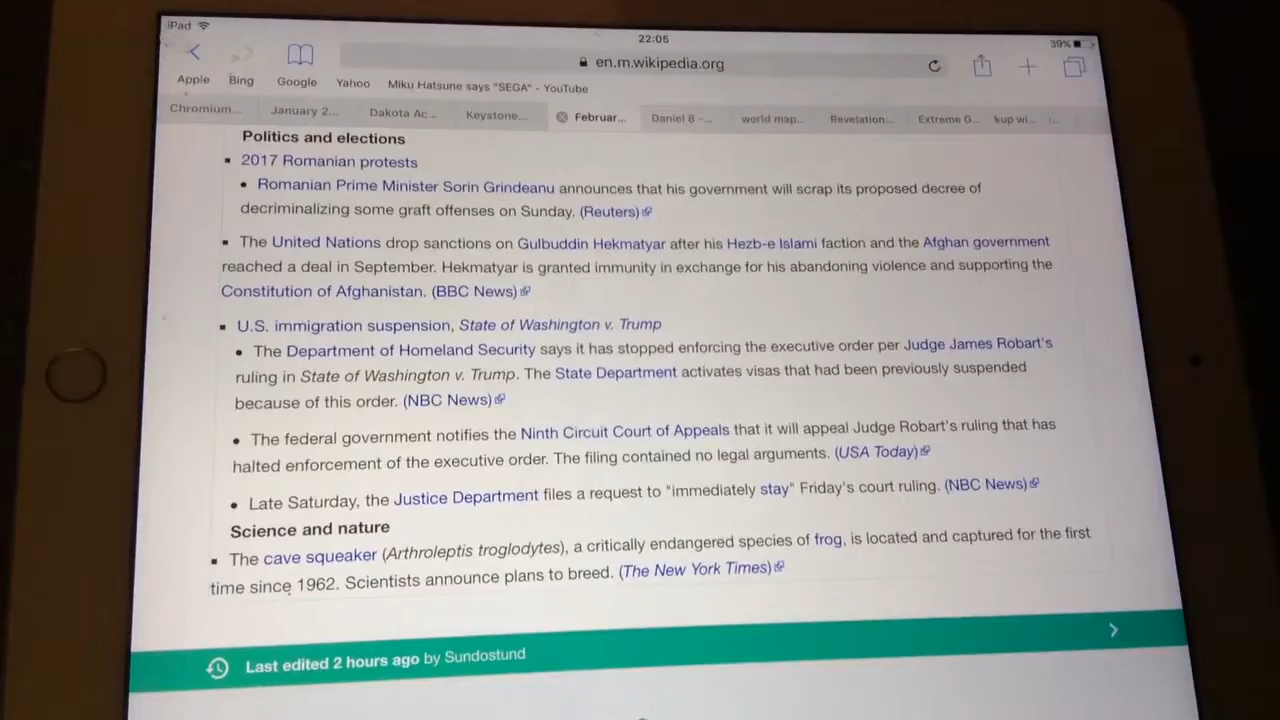 iPad
22:05
39%
en.m.wikipedia.org
Apple Bing Google Yahoo Miku Hatsune says "SEGA" - YouTube
Chromium... January 2... Dakota Ac... Keystone... Februar... Daniel 8 -... world map... Revelation... Extreme G... kup wi...
Politics and elections
2017 Romanian protests
Romanian Prime Minister Sorin Grindeanu announces that his government will scrap its proposed decree of
decriminalizing some graft offenses on Sunday. (Reuters)
The United Nations drop sanctions on Gulbuddin Hekmatyar after his Hezb-e Islami faction and the Afghan government
reached a deal in September. Hekmatyar is granted immunity in exchange for his abandoning violence and supporting the
Constitution of Afghanistan. (BBC News)
U.S. immigration suspension, State of Washington v. Trump
The Department of Homeland Security says it has stopped enforcing the executive order per Judge James Robart's
ruling in State of Washington v. Trump. The State Department activates visas that had been previously suspended
because of this order. (NBC News)
The federal government notifies the Ninth Circuit Court of Appeals that it will appeal Judge Robart's ruling that has
halted enforcement of the executive order. The filing contained no legal arguments. (USA Today)
Late Saturday, the Justice Department files a request to "immediately stay" Friday's court ruling. (NBC News)
Science and nature
The cave squeaker (Arthroleptis troglodytes), a critically endangered species of frog, is located and captured for the first
time since 1962. Scientists announce plans to breed. (The New York Times)
Last edited 2 hours ago by Sundostund